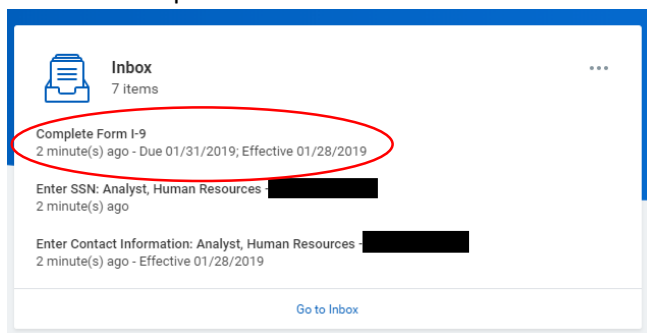 Inbox
7 items
Complete Form I-9
2 minute(s) ago - Due 01/31/2019; Effective 01/28/2019
Enter SSN: Analyst, Human Resources -
2 minute(s) ago
Enter Contact Information: Analyst, Human Resources -
2 minute(s) ago - Effective 01/28/2019
Go to Inbox